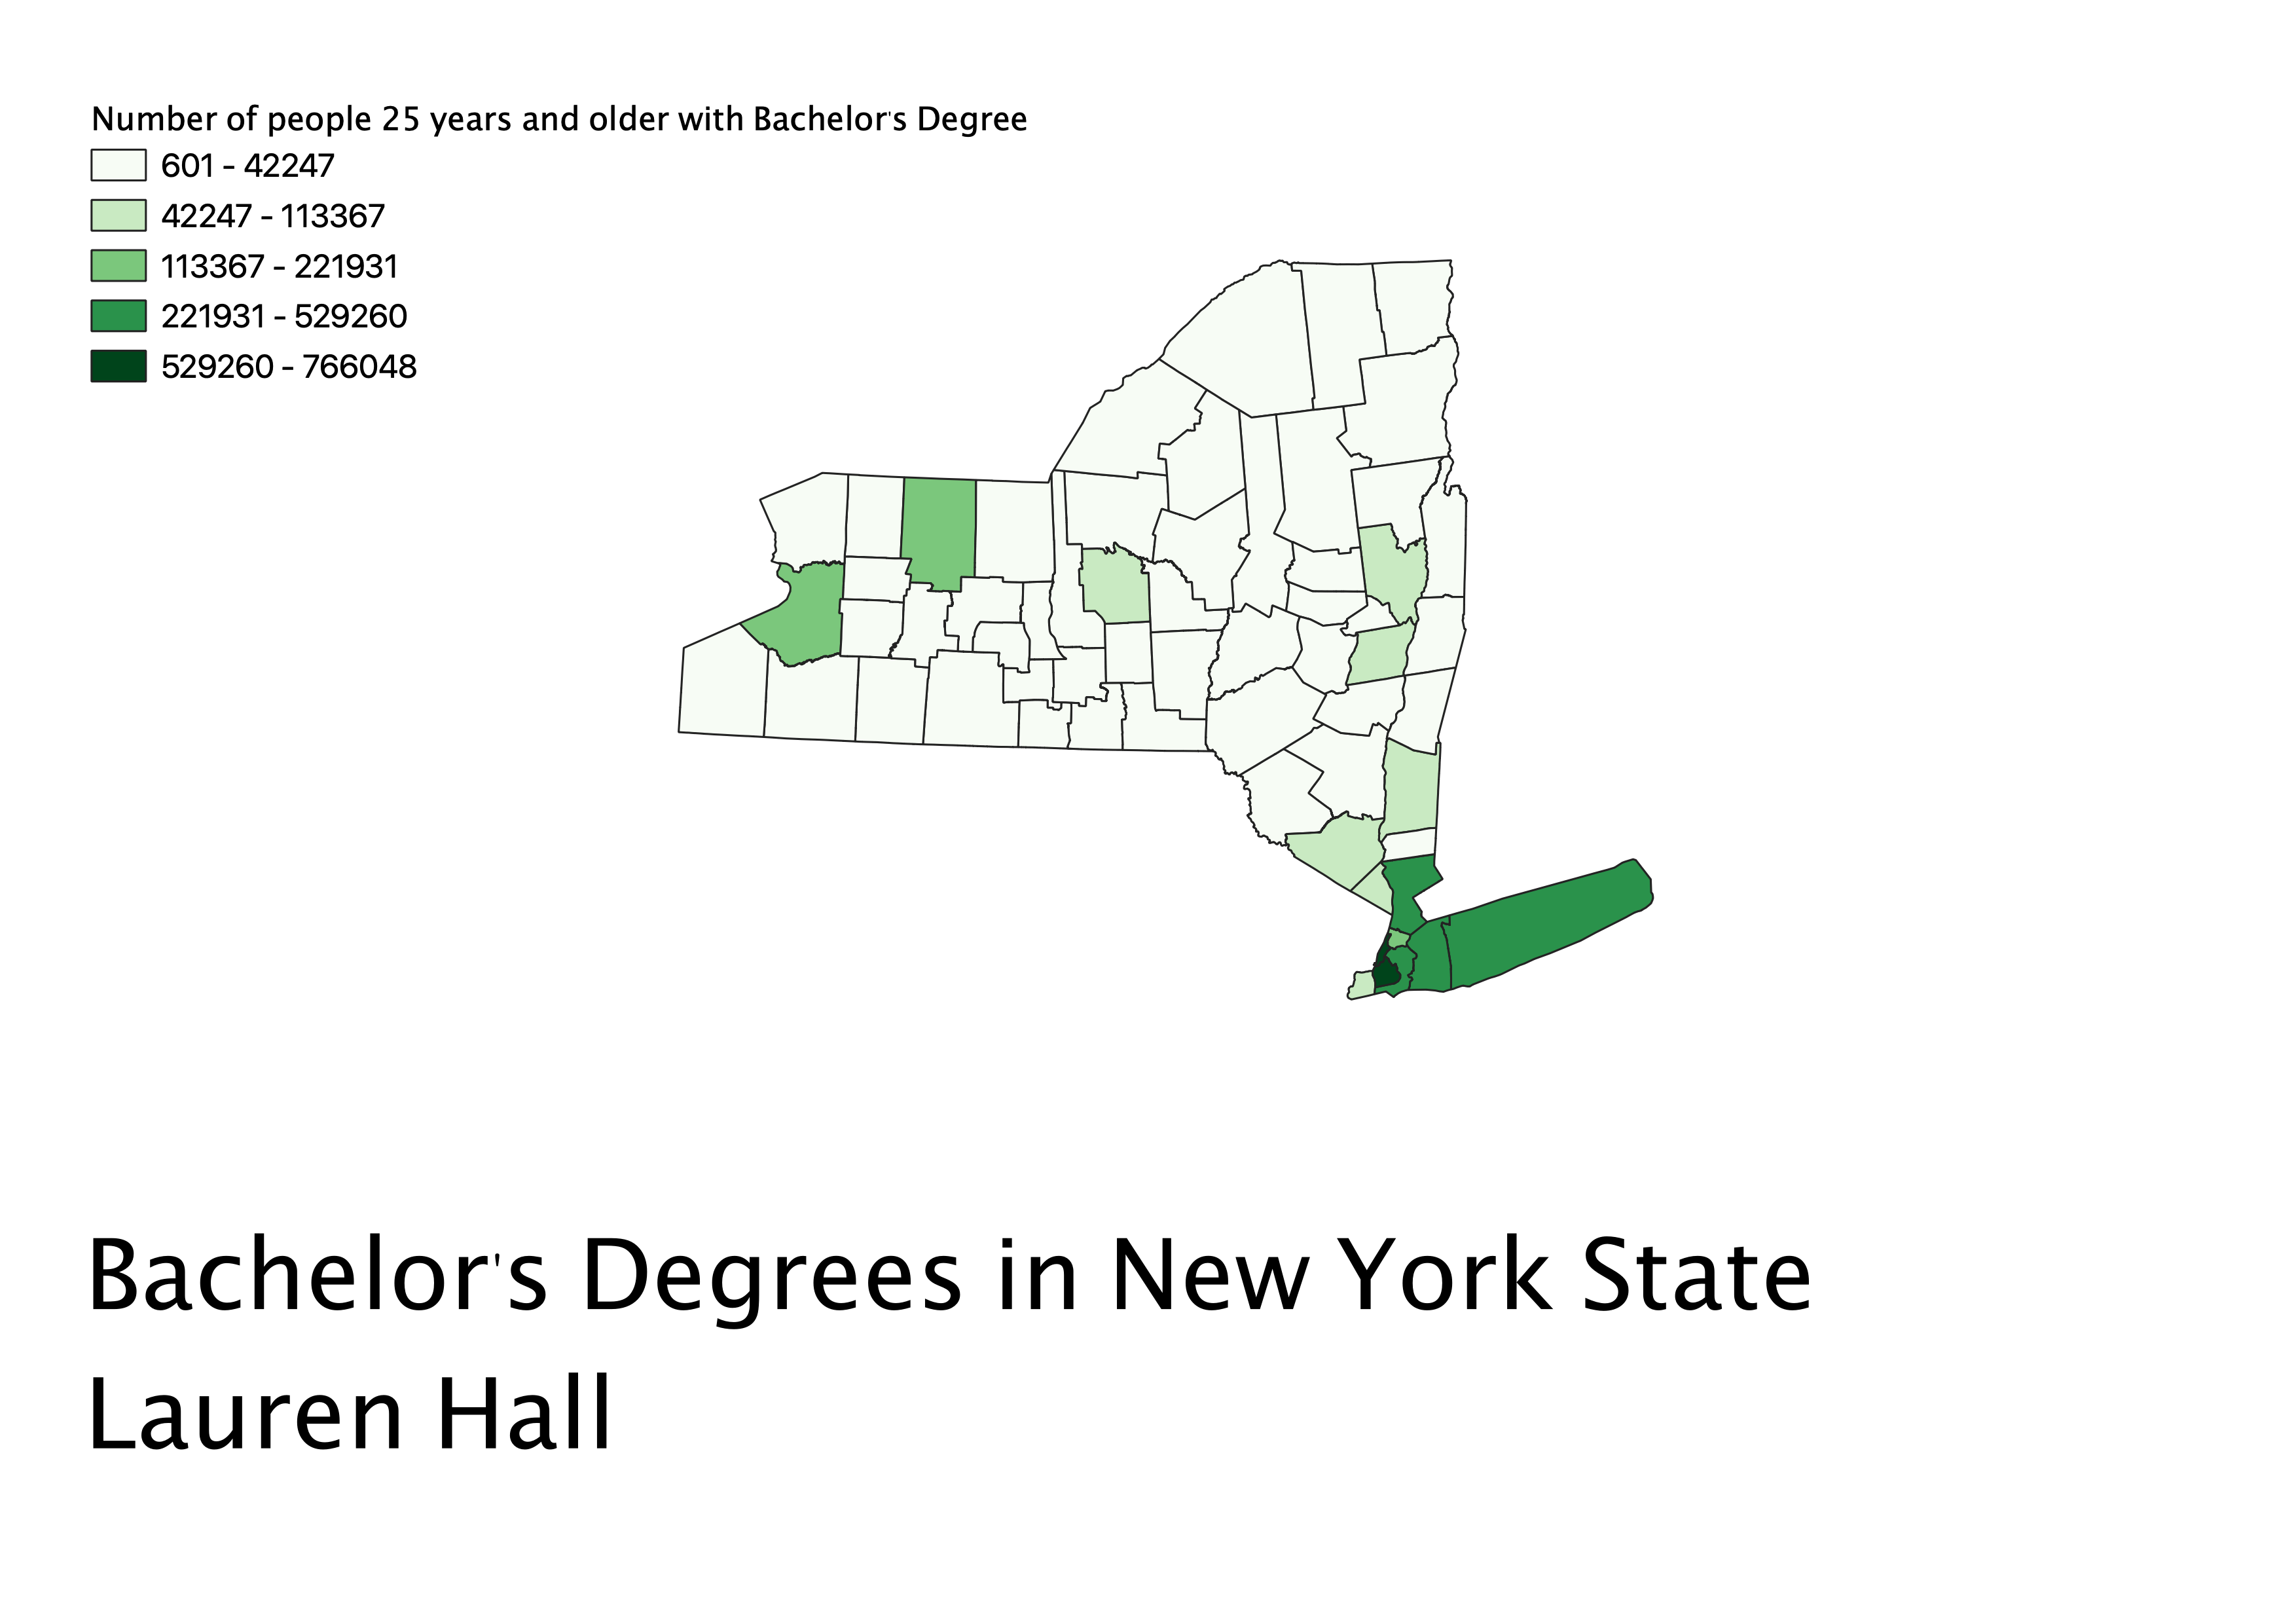 Number of people 25 years and older with Bachelor's Degree
601 - 42247
42247 - 113367
113367 - 221931
221931 - 529260
529260 - 766048
Bachelor's Degrees in New York State
Lauren Hall